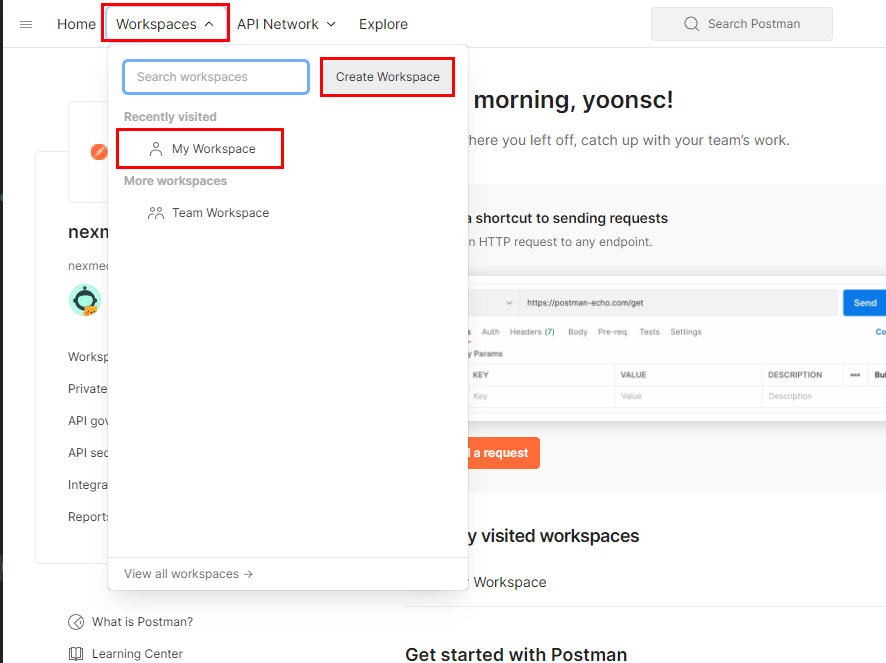 Home Workspaces API Network Explore Search Postman
Search workspaces Create Workspace
Recently visited
My Workspace
More workspaces
Team Workspace
View all workspaces →
morning, yoonsc!
here you left off, catch up with your team's work.
nexm
nexmed
Worksp
Private
API gov
API sec
Integra
Reports
What is Postman?
Learning Center
a shortcut to sending requests
n HTTP request to any endpoint.
https://postman-echo.com/get Send
s Auth Headers (7) Body Pre-req. Tests Settings Co
y Params
KEY VALUE DESCRIPTION ••• Bul
Key Value Description
d a request
y visited workspaces
Workspace
Get started with Postman